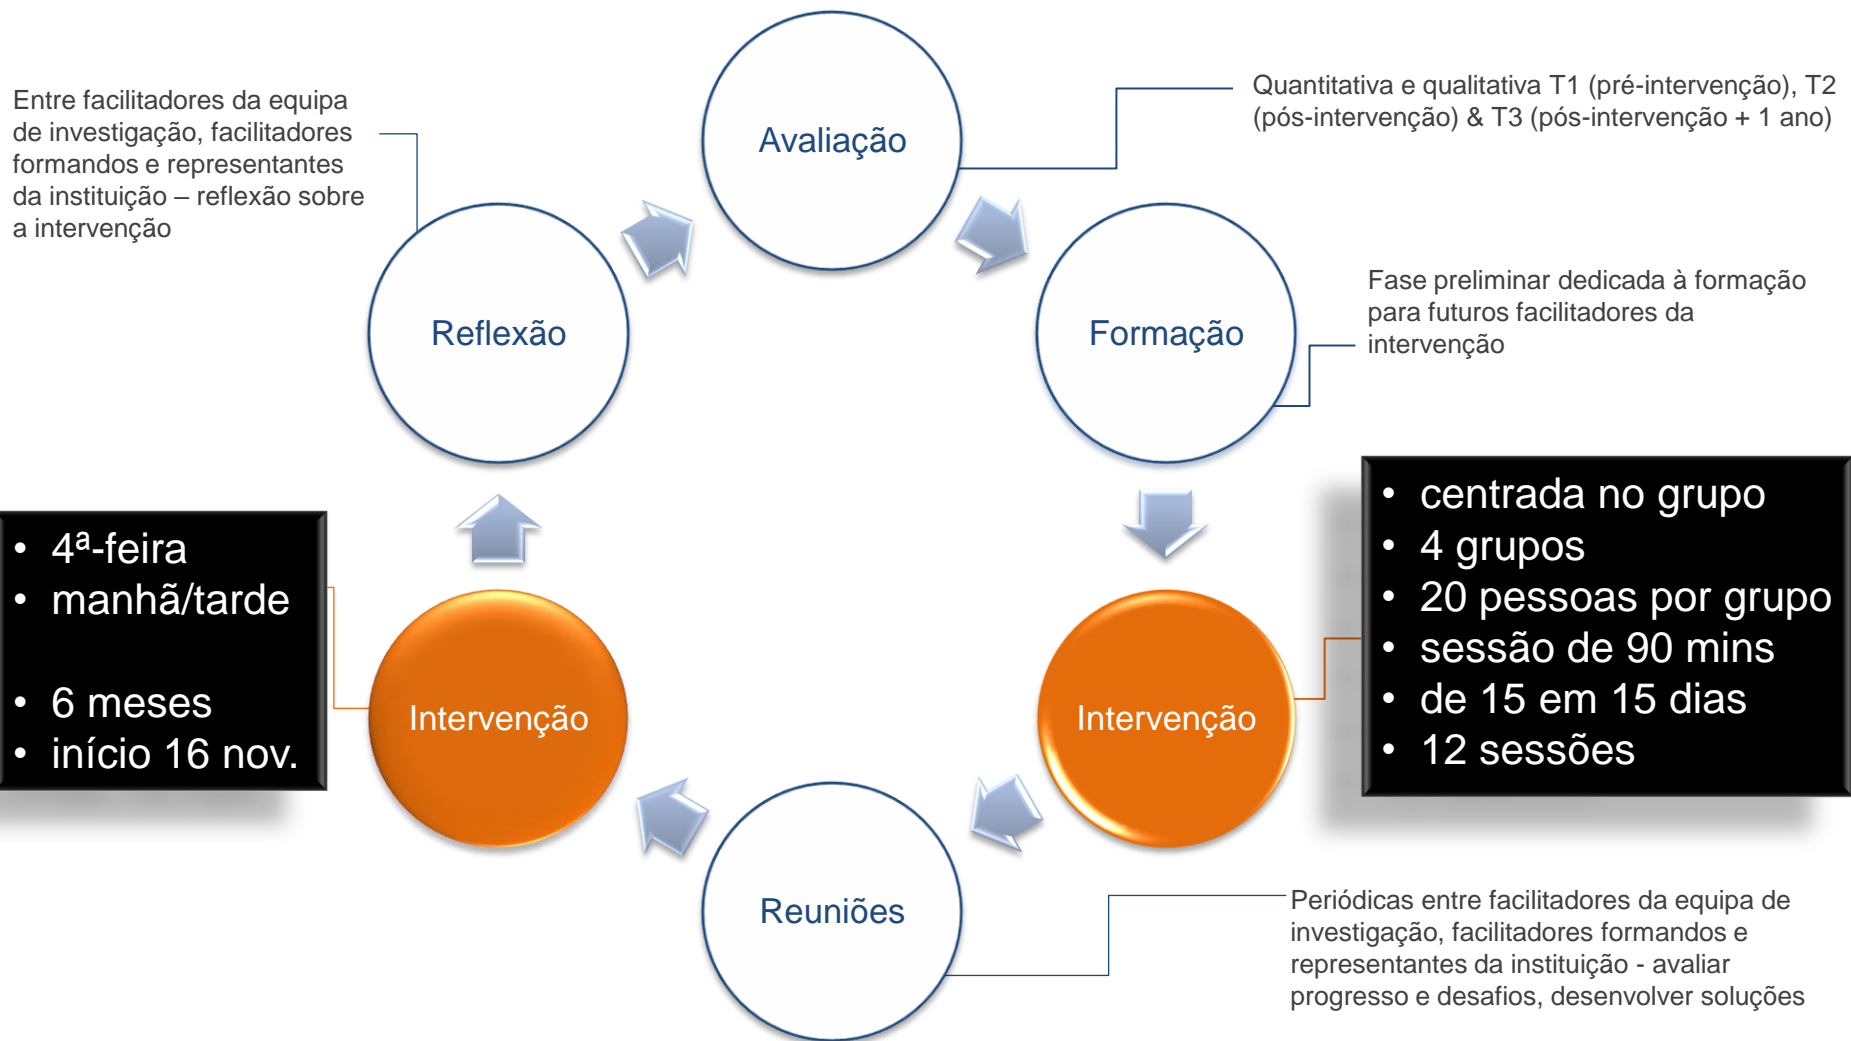 Avaliação
Quantitativa e qualitativa T1 (pré-intervenção), T2
(pós-intervenção) & T3 (pós-intervenção + 1 ano)
Formação
Fase preliminar dedicada à formação
para futuros facilitadores da
intervenção
Intervenção
• centrada no grupo
• 4 grupos
• 20 pessoas por grupo
• sessão de 90 mins
• de 15 em 15 dias
• 12 sessões
Reuniões
Periódicas entre facilitadores da equipa de
investigação, facilitadores formandos e
representantes da instituição - avaliar
progresso e desafios, desenvolver soluções
Intervenção
• 4ª-feira
• manhã/tarde
• 6 meses
• início 16 nov.
Reflexão
Entre facilitadores da equipa
de investigação, facilitadores
formandos e representantes
da instituição – reflexão sobre
a intervenção